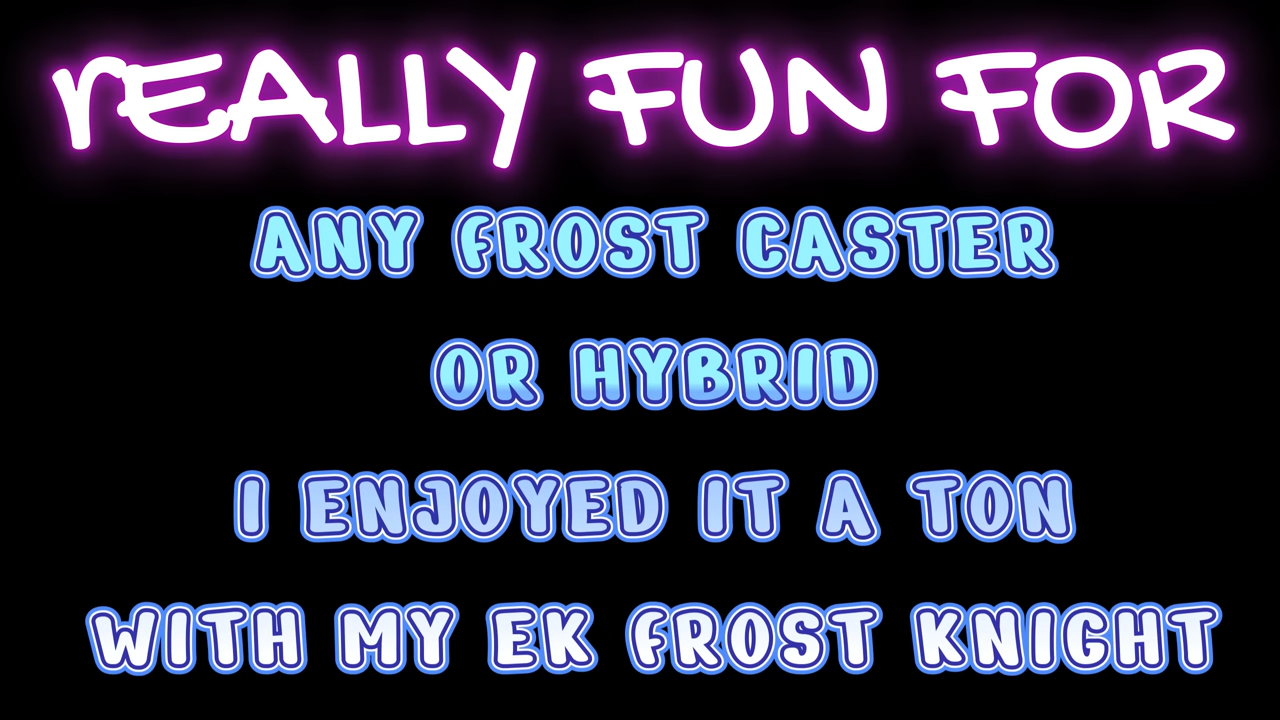 REALLY FUN FOR
ANY FROST CASTER
OR HYBRID
I ENJOYED IT A TON
WITH MY EK FROST KNIGHT